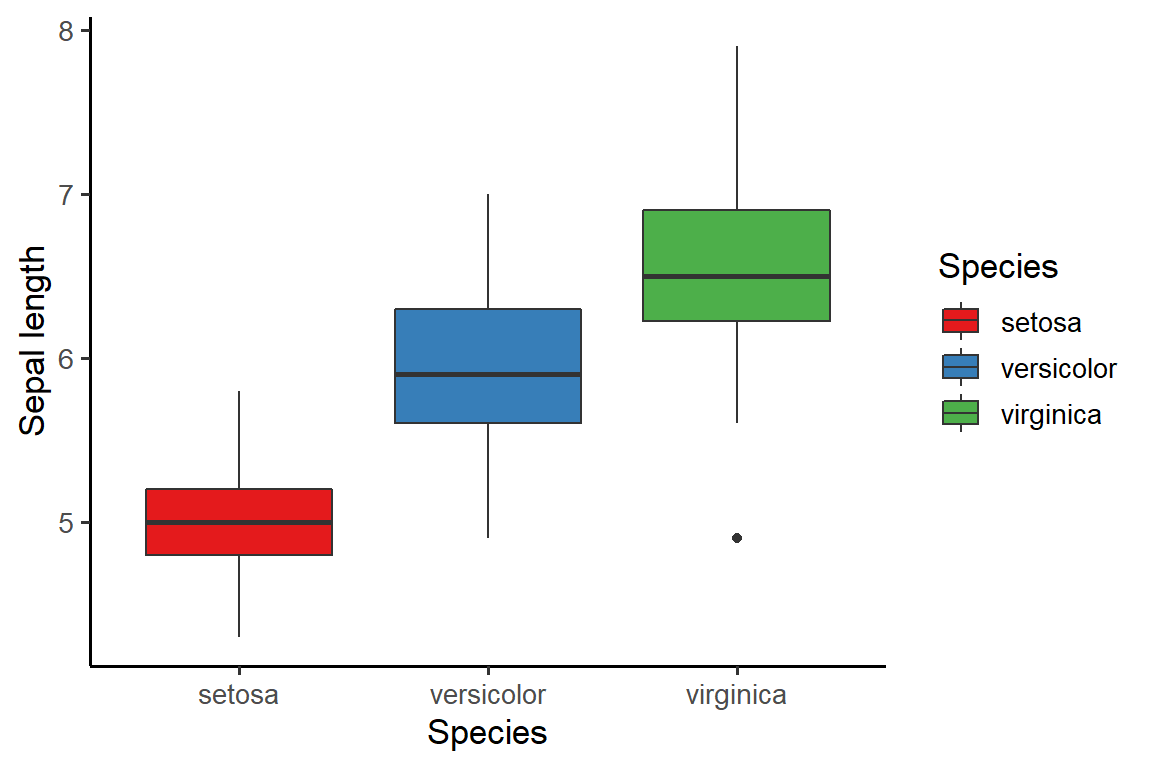 8
7
6
5
Sepal length
setosa
versicolor
virginica
Species
Species
setosa
versicolor
virginica